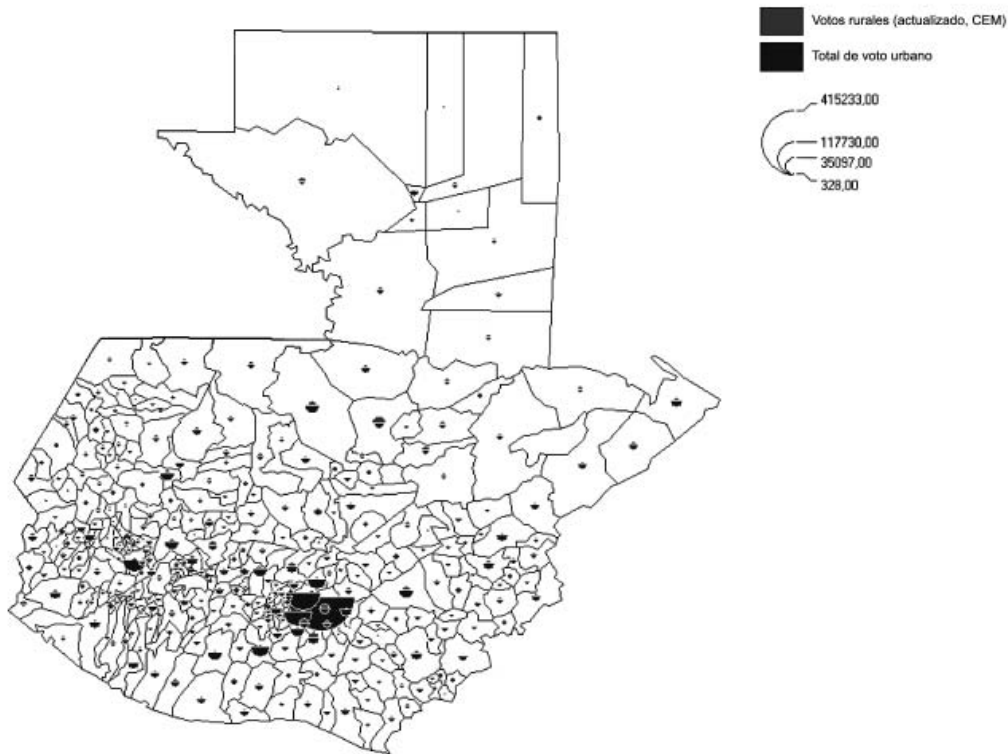 Votos rurales (actualizado, CEM)
Total de voto urbano
415233,00
117730,00
35097,00
328,00